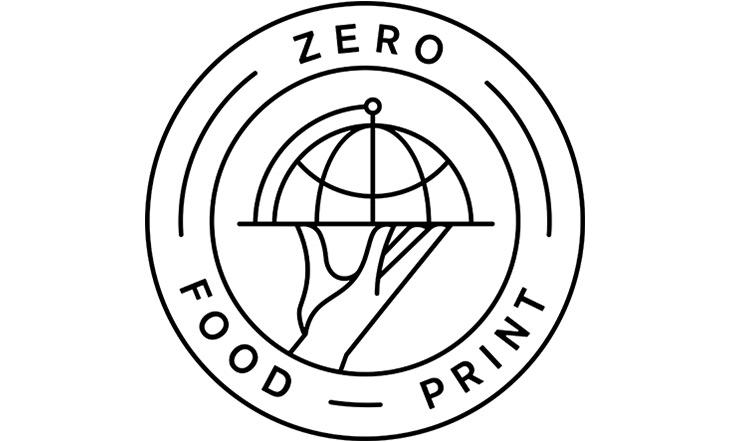 ZERO
FOOD — PRINT